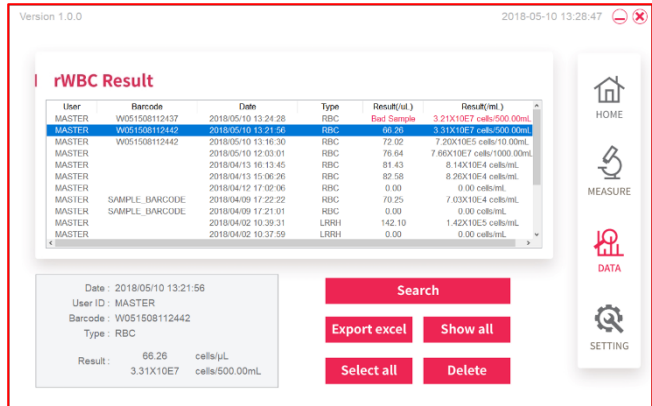 Version 1.0.0
2018-05-10 13:28:47
rWBC Result
User Barcode Date Type Result(/uL) Result(/mL)
MASTER W051508112437 2018/05/10 13:24:28 RBC Bad Sample 3.21X10E7 cells/500.00mL
MASTER W051508112442 2018/05/10 13:21:56 RBC 66.26 3.31X10E7 cells/500.00mL
MASTER W051508112442 2018/05/10 13:16:30 RBC 72.02 7.20X10E5 cells/10.00mL
MASTER 2018/05/10 12:03:01 RBC 76.64 7.66X10E7 cells/1000.00mL
MASTER 2018/04/13 16:13:45 RBC 81.43 8.14X10E4 cells/mL
MASTER 2018/04/13 15:06:26 RBC 82.58 8.26X10E4 cells/mL
MASTER 2018/04/12 17:02:06 RBC 0.00 0.00 cells/mL
MASTER SAMPLE_BARCODE 2018/04/09 17:22:22 RBC 70.25 7.03X10E4 cells/mL
MASTER SAMPLE_BARCODE 2018/04/09 17:21:01 RBC 0.00 0.00 cells/mL
MASTER 2018/04/02 10:39:31 LRRH 142.10 1.42X10E5 cells/mL
MASTER 2018/04/02 10:37:59 LRRH 0.00 0.00 cells/mL
HOME
MEASURE
DATA
SETTING
Date : 2018/05/10 13:21:56
User ID : MASTER
Barcode : W051508112442
Type : RBC
Result : 66.26 cells/μL
3.31X10E7 cells/500.00mL
Search
Export excel Show all
Select all Delete